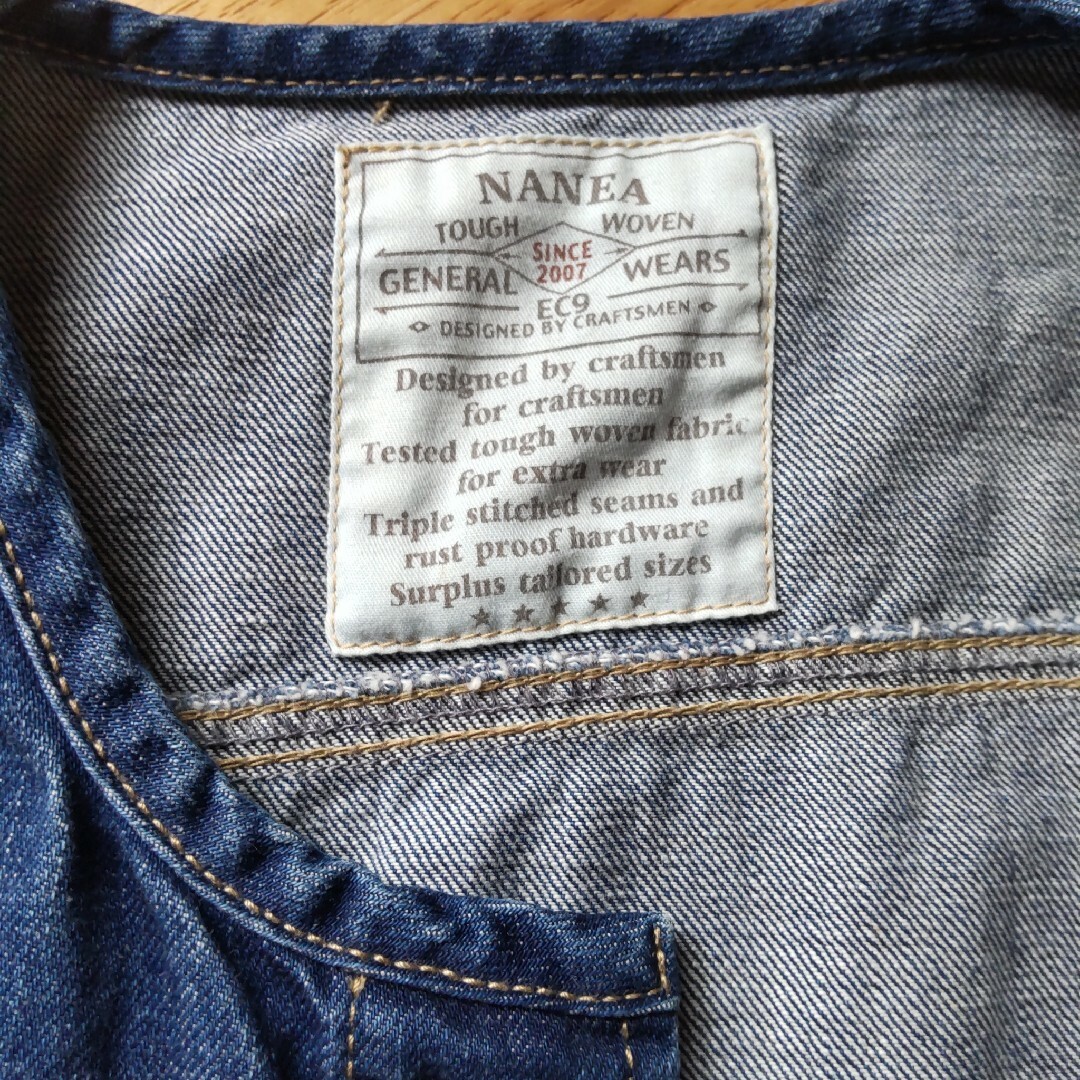 NANEA
TOUGH WOVEN
SINCE
GENERAL 2007 WEARS
EC9
DESIGNED BY CRAFTSMEN
Designed by craftsmen
for craftsmen
Tested tough woven fabric
for extra wear
Triple stitched seams and
rust proof hardware
Surplus tailored sizes